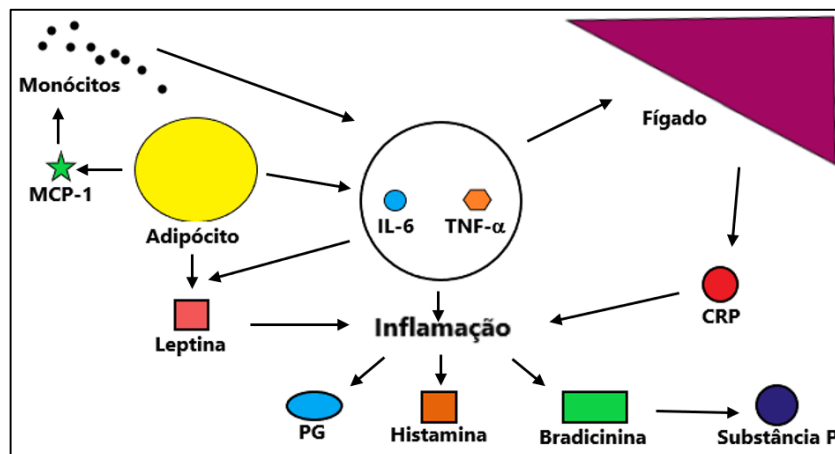 Monócitos
Fígado
MCP-1
IL-6
TNF-α
Adipócito
CRP
Leptina
Inflamação
PG
Histamina
Bradicinina
Substância P